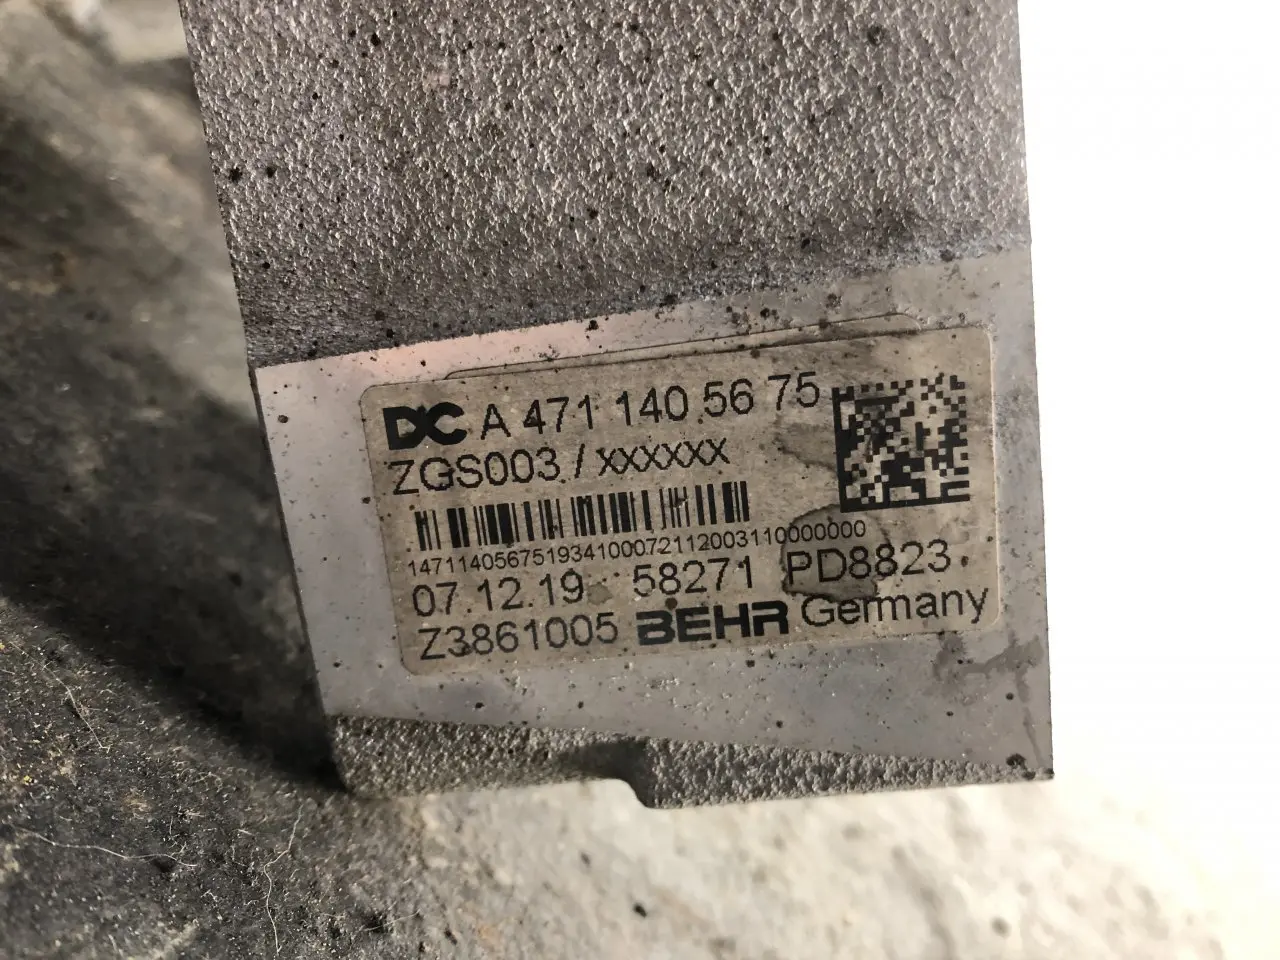 DC A 471 140 56 75
ZGS003 / xxxxxx
147114056751934100072112003110000000
07.12.19 58271 PD8823
Z3861005 BEHR Germany